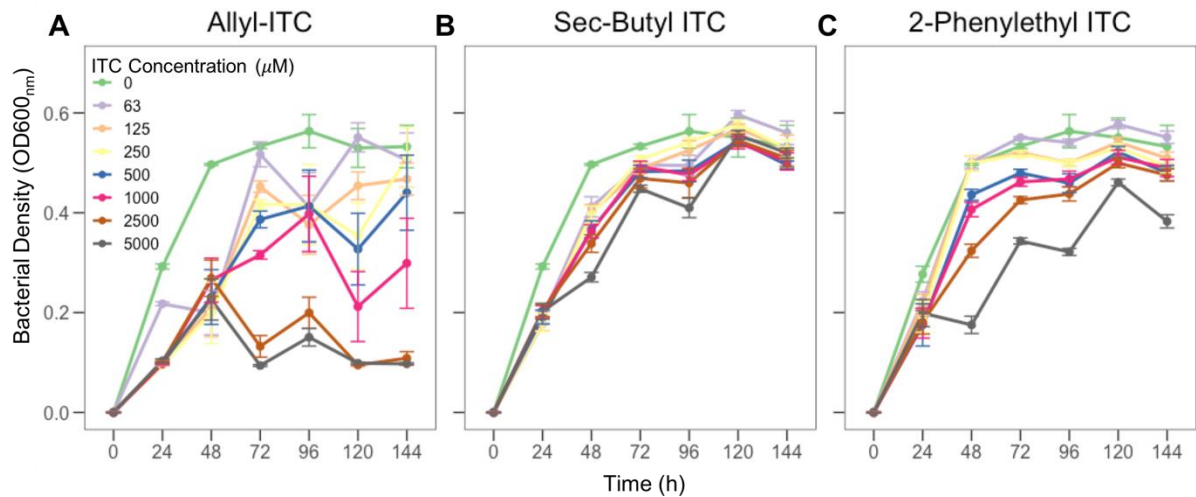 A Allyl-ITC
B Sec-Butyl ITC
C 2-Phenylethyl ITC
Bacterial Density (OD600nm)
ITC Concentration (μM)
0
63
125
250
500
1000
2500
5000
0.6
0.4
0.2
0.0
0 24 48 72 96 120 144
0 24 48 72 96 120 144
0 24 48 72 96 120 144
Time (h)